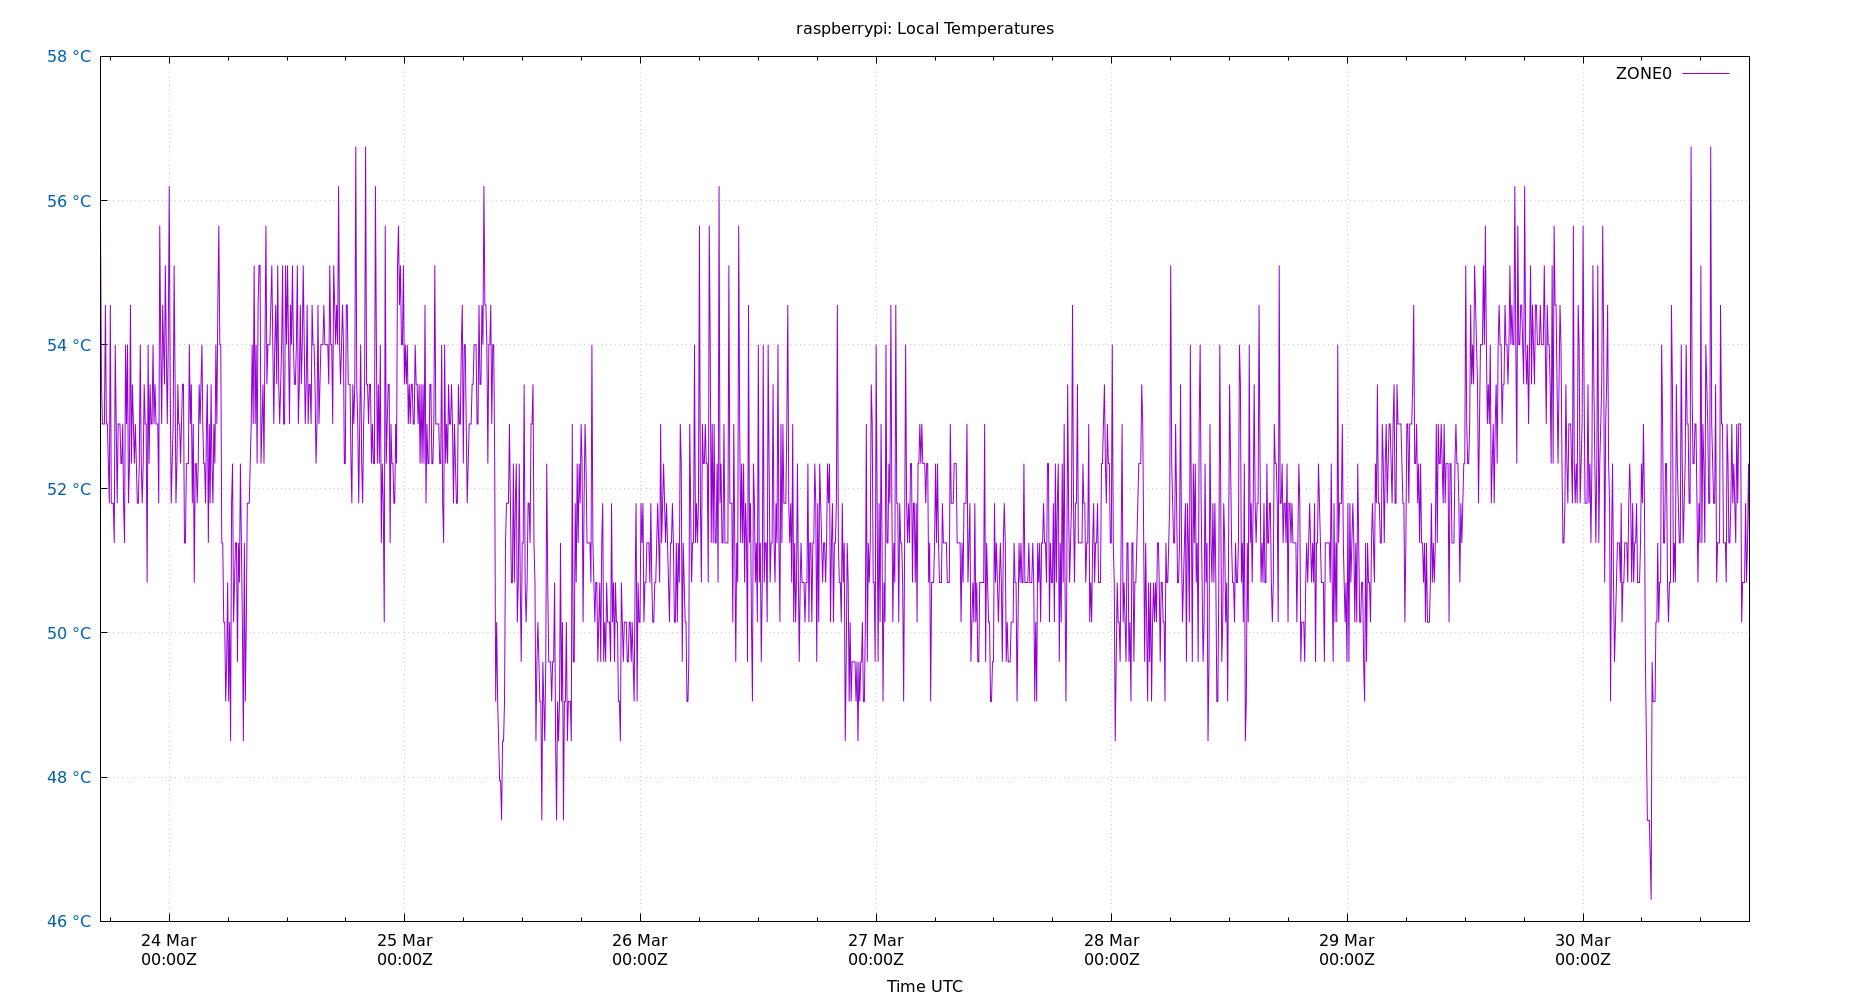 raspberrypi: Local Temperatures
58 °C
ZONE0
56 °C
54 °C
52 °C
50 °C
48 °C
46 °C
24 Mar 25 Mar 26 Mar 27 Mar 28 Mar 29 Mar 30 Mar
00:00Z 00:00Z 00:00Z 00:00Z 00:00Z 00:00Z 00:00Z
Time UTC